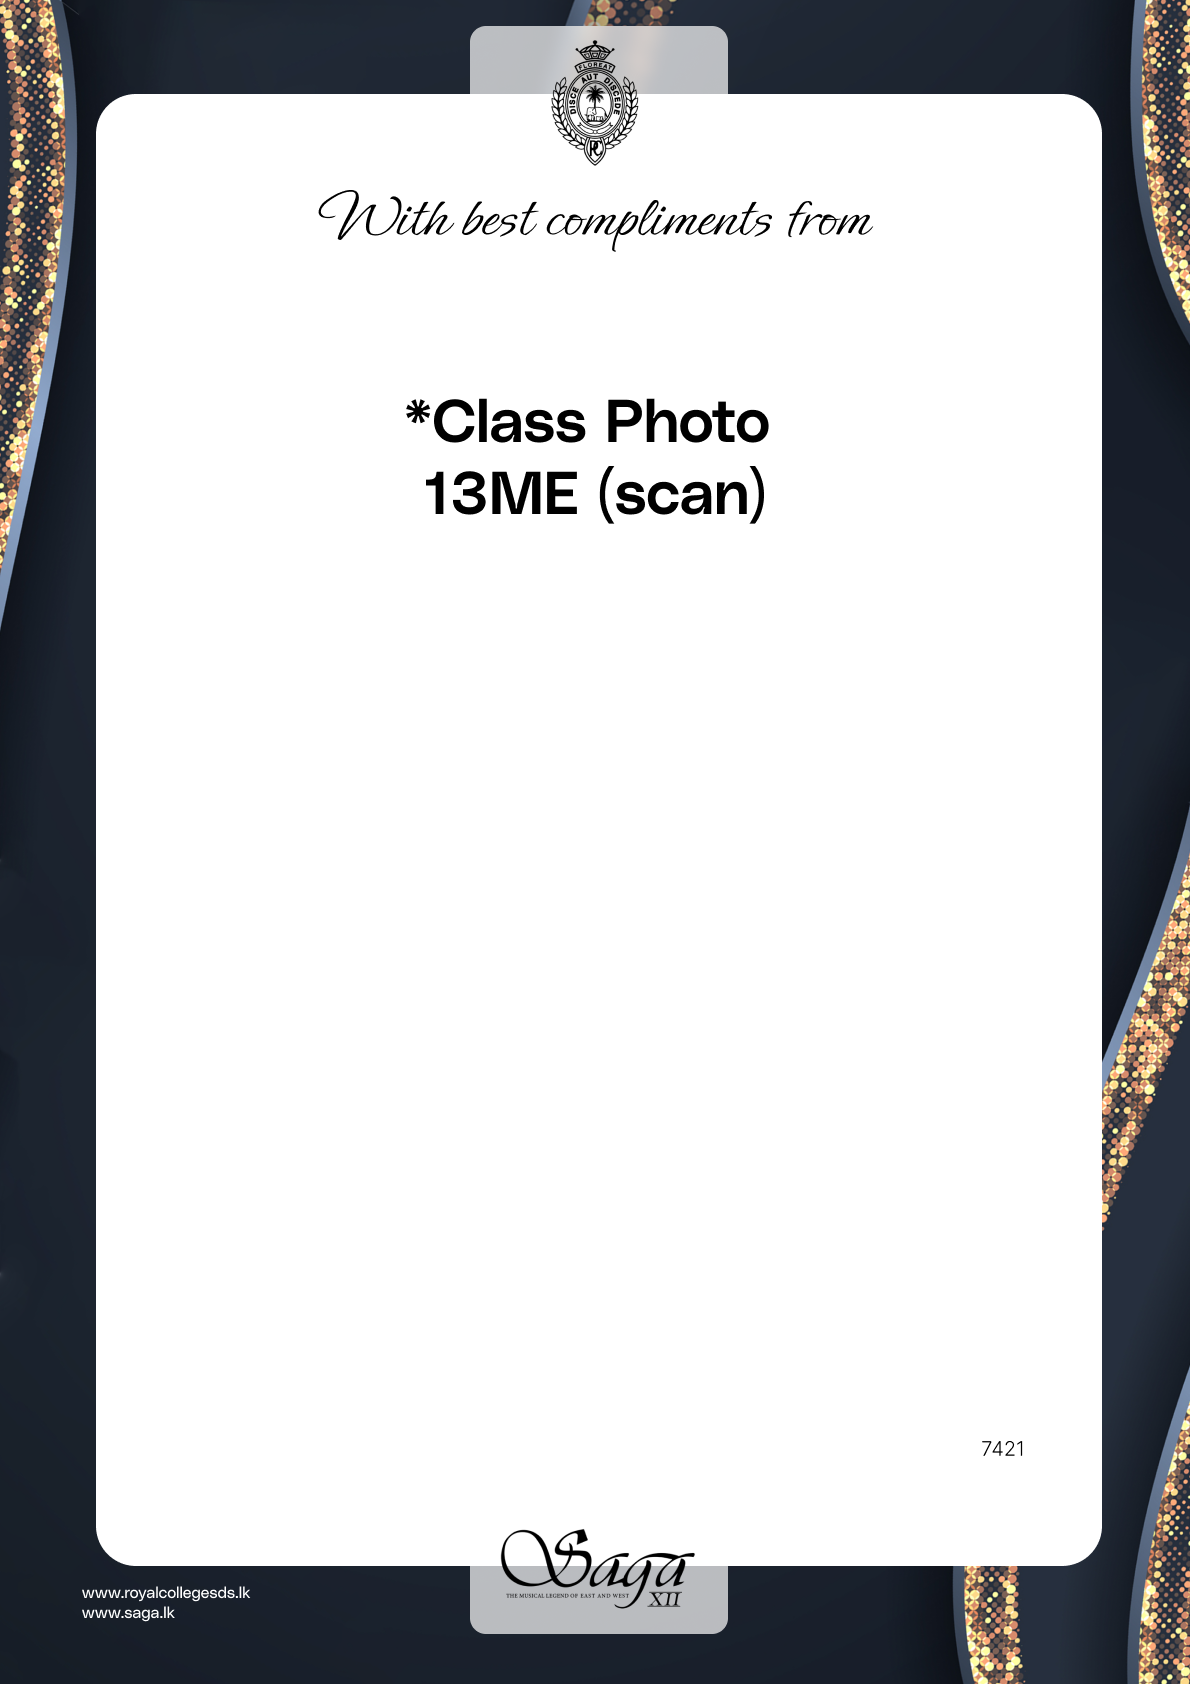 FLOREAT
DISCE AUT DISCEDE
RC
With best compliments from
*Class Photo
13ME (scan)
7421
Saga
THE MUSICAL LEGEND OF EAST AND WEST
XII
www.royalcollegesds.lk
www.saga.lk